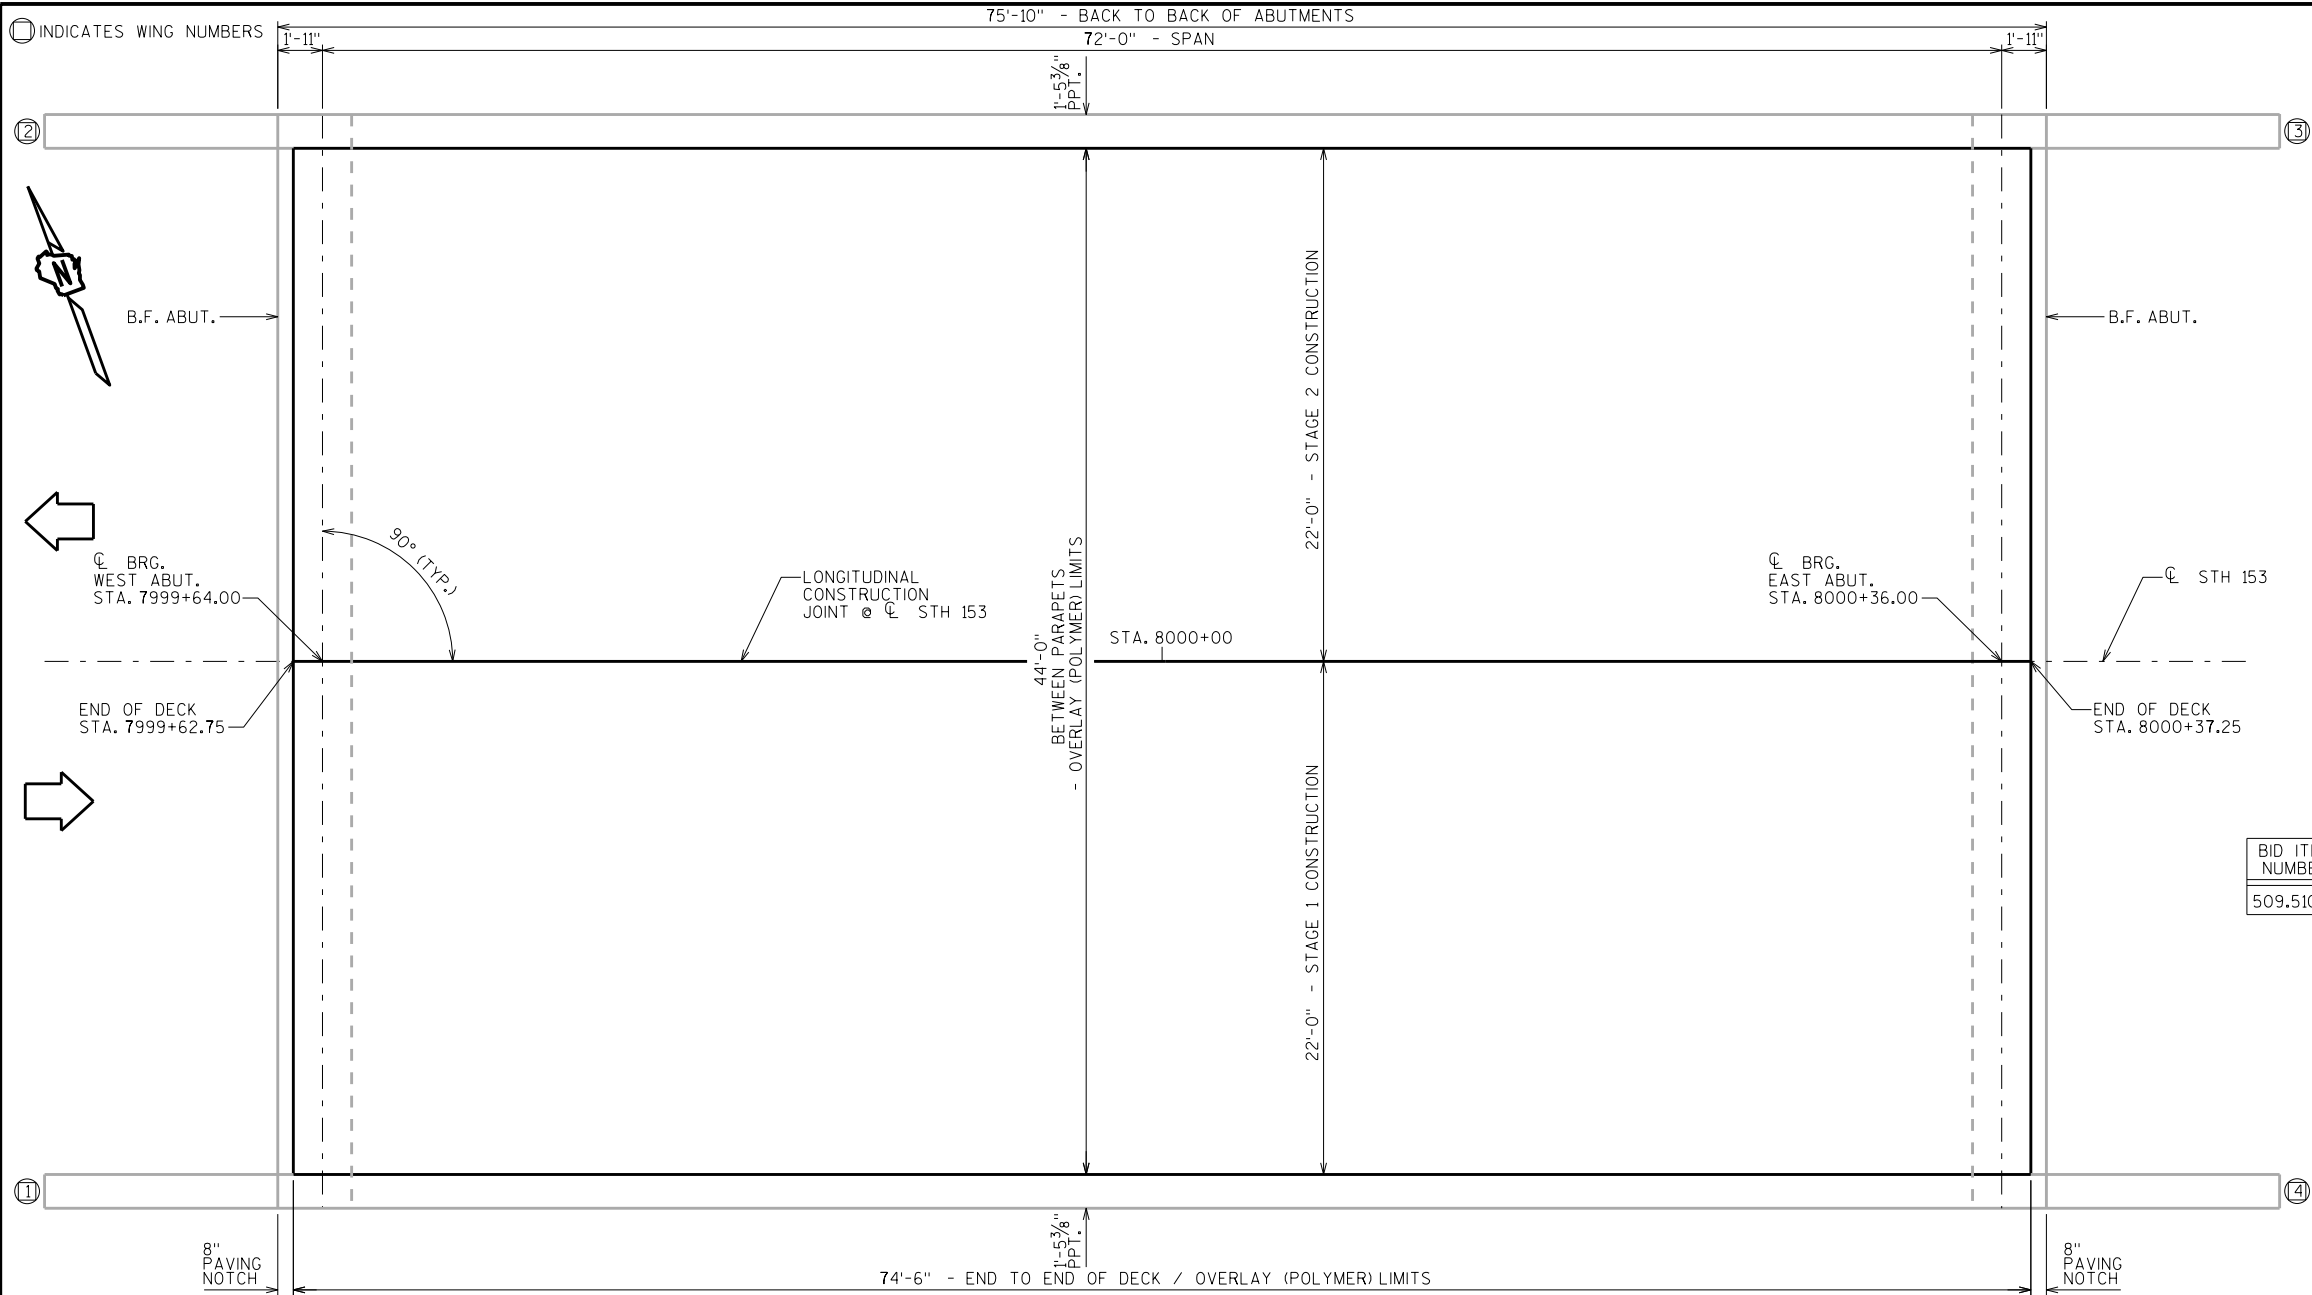 75'-10" - BACK TO BACK OF ABUTMENTS
INDICATES WING NUMBERS
1'-11"
72'-0" - SPAN
1'-11"
1'-5⅜"
PPT.
2
3
N
B.F. ABUT.
B.F. ABUT.
22'-0" - STAGE 2 CONSTRUCTION
90° (TYP.)
℄ BRG.
WEST ABUT.
STA. 7999+64.00
LONGITUDINAL
CONSTRUCTION
JOINT @ ℄ STH 153
44'-0"
BETWEEN PARAPETS
- OVERLAY (POLYMER) LIMITS
STA. 8000+00
℄ BRG.
EAST ABUT.
STA. 8000+36.00
℄ STH 153
END OF DECK
STA. 7999+62.75
END OF DECK
STA. 8000+37.25
22'-0" - STAGE 1 CONSTRUCTION
BID
509.51
1
4
1'-5⅜"
PPT.
8"
PAVING
NOTCH
8"
PAVING
NOTCH
74'-6" - END TO END OF DECK / OVERLAY (POLYMER) LIMITS